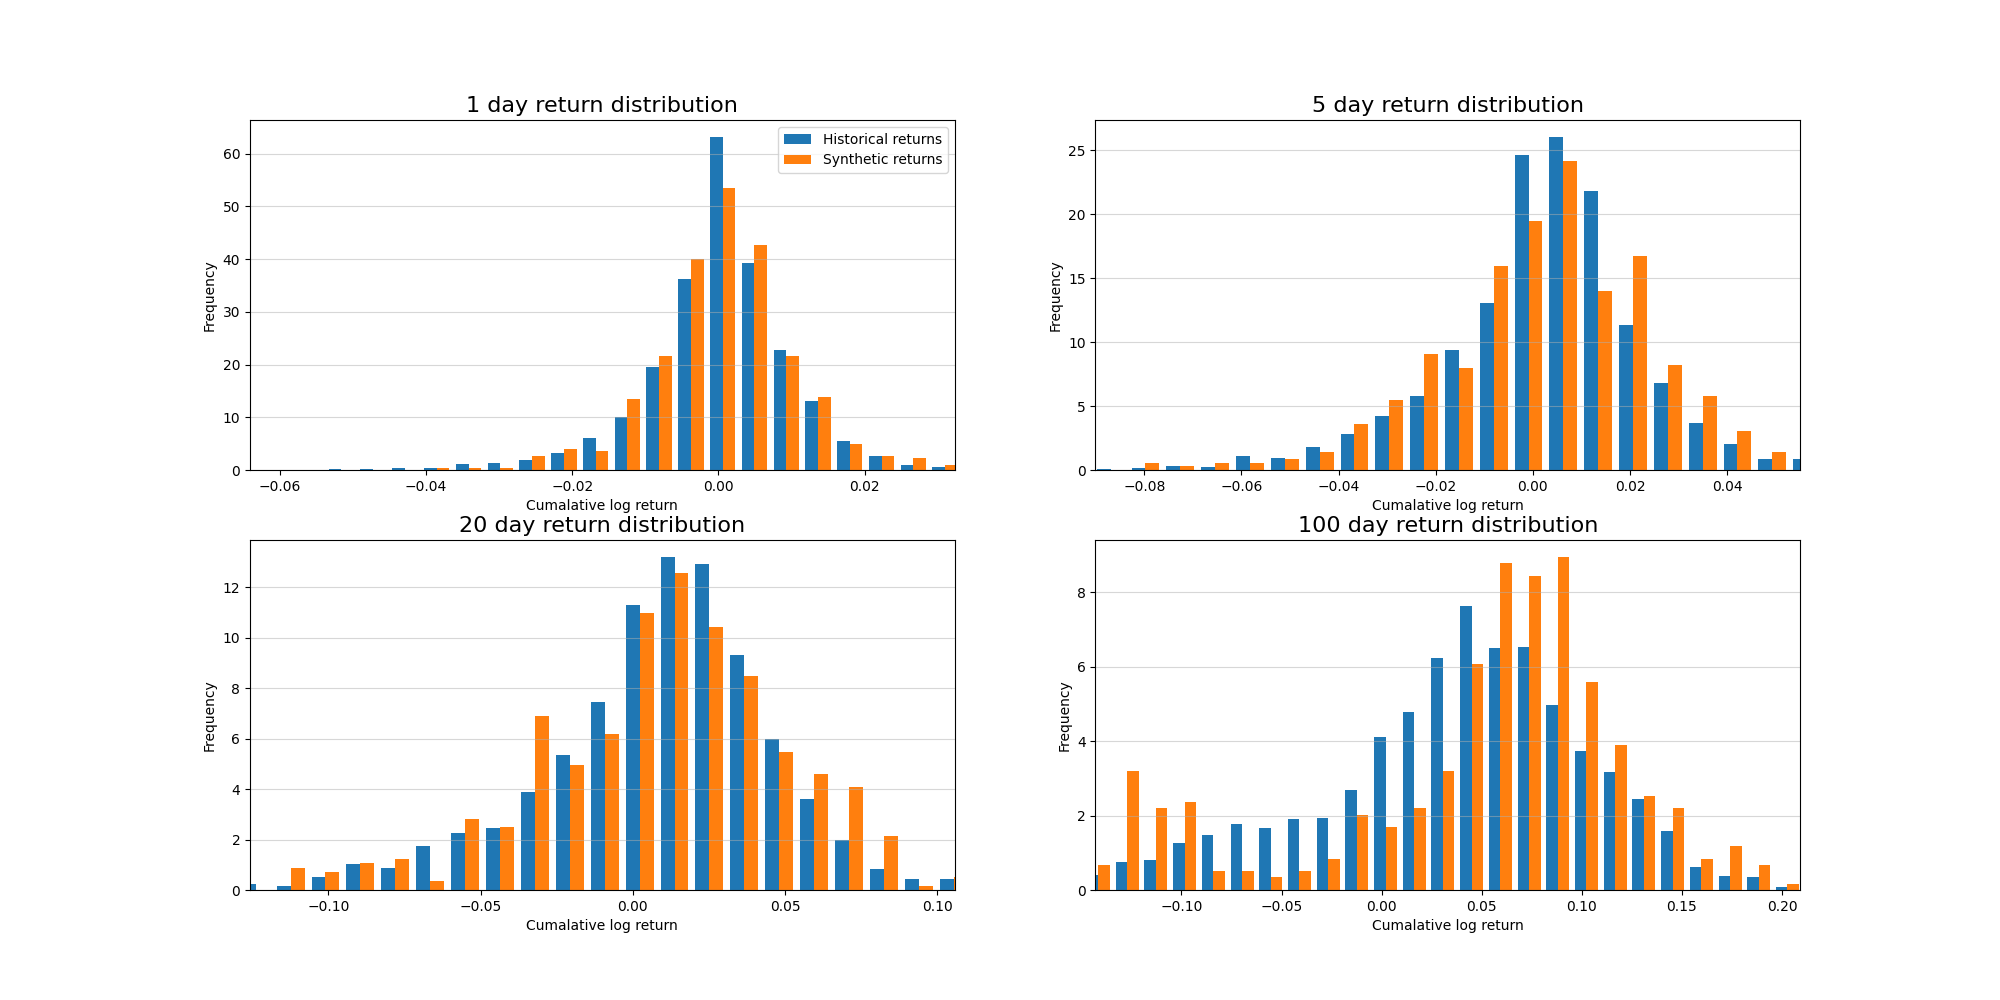 1 day return distribution
Historical returns
Synthetic returns
Frequency
60
50
40
30
20
10
0
−0.06 −0.04 −0.02 0.00 0.02
Cumalative log return
5 day return distribution
Frequency
25
20
15
10
5
0
−0.08 −0.06 −0.04 −0.02 0.00 0.02 0.04
Cumalative log return
20 day return distribution
Frequency
12
10
8
6
4
2
0
−0.10 −0.05 0.00 0.05 0.10
Cumalative log return
100 day return distribution
Frequency
8
6
4
2
0
−0.10 −0.05 0.00 0.05 0.10 0.15 0.20
Cumalative log return